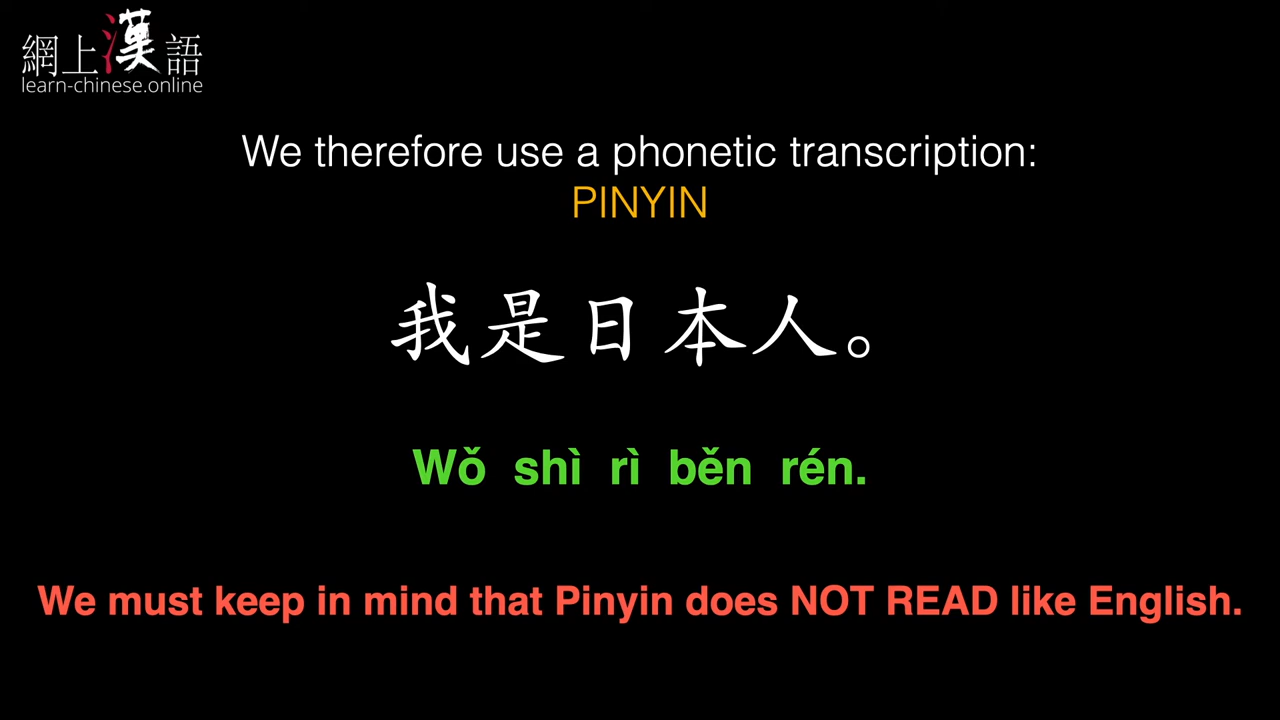 網上漢語
learn-chinese.online
We therefore use a phonetic transcription:
PINYIN
我是日本人。
Wǒ shì rì běn rén.
We must keep in mind that Pinyin does NOT READ like English.